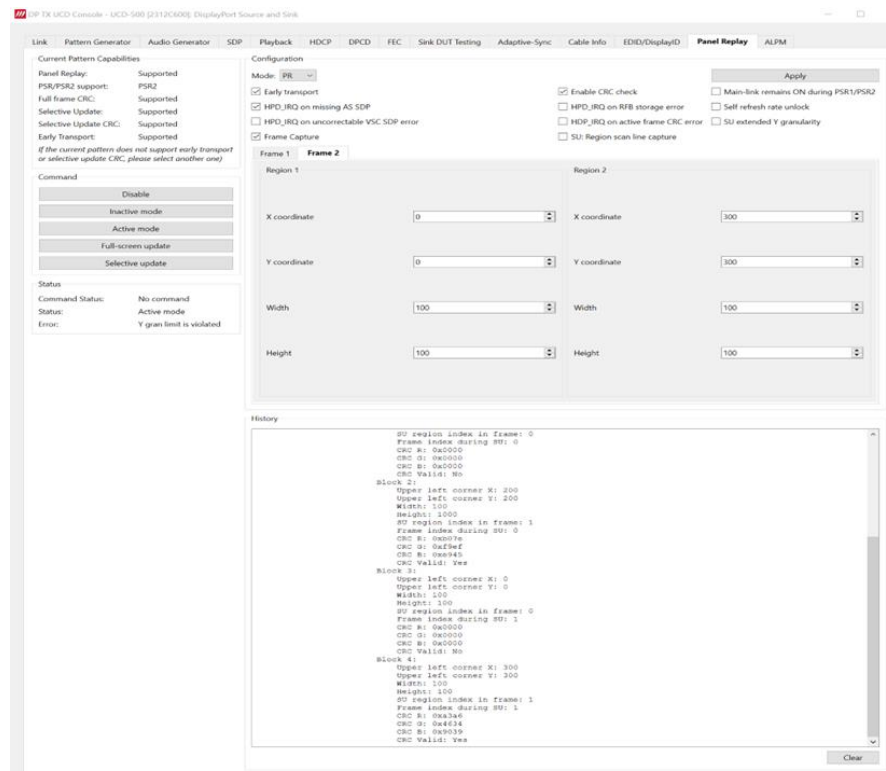 DP TX UCD Console - UCD-500 [2312C600]: DisplayPort Source and Sink
Link Pattern Generator Audio Generator SDP Playback HDCP DPCD FEC Sink DUT Testing Adaptive-Sync Cable Info EDID/DisplayID Panel Replay ALPM
Current Pattern Capabilities
Panel Replay: Supported
PSR/PSR2 support: PSR2
Full frame CRC: Supported
Selective Update: Supported
Selective Update CRC: Supported
Early Transport: Supported
If the current pattern does not support early transport
or selective update CRC, please select another one)
Command
Disable
Inactive mode
Active mode
Full-screen update
Selective update
Status
Command Status: No command
Status: Active mode
Error: Y gran limit is violated
Configuration
Mode: PR
Apply
Early transport
Enable CRC check
Main-link remains ON during PSR1/PSR2
HPD_IRQ on missing AS SDP
HPD_IRQ on RFB storage error
Self refresh rate unlock
HPD_IRQ on uncorrectable VSC SDP error
HDP_IRQ on active frame CRC error
SU extended Y granularity
Frame Capture
SU: Region scan line capture
Frame 1 Frame 2
Region 1
X coordinate 0
Y coordinate 0
Width 100
Height 100
Region 2
X coordinate 300
Y coordinate 300
Width 100
Height 100
History
SU region index in frame: 0
Frame index during SU: 0
CRC R: 0x0000
CRC G: 0x0000
CRC B: 0x0000
CRC Valid: No
Block 2:
Upper left corner X: 200
Upper left corner Y: 200
Width: 100
Height: 1000
SU region index in frame: 1
Frame index during SU: 0
CRC R: 0xb07e
CRC G: 0xf9ef
CRC B: 0x6945
CRC Valid: Yes
Block 3:
Upper left corner X: 0
Upper left corner Y: 0
Width: 100
Height: 100
SU region index in frame: 0
Frame index during SU: 1
CRC R: 0x0000
CRC G: 0x0000
CRC B: 0x0000
CRC Valid: No
Block 4:
Upper left corner X: 300
Upper left corner Y: 300
Width: 100
Height: 100
SU region index in frame: 1
Frame index during SU: 1
CRC R: 0xa3a6
CRC G: 0x4634
CRC B: 0x9039
CRC Valid: Yes
Clear